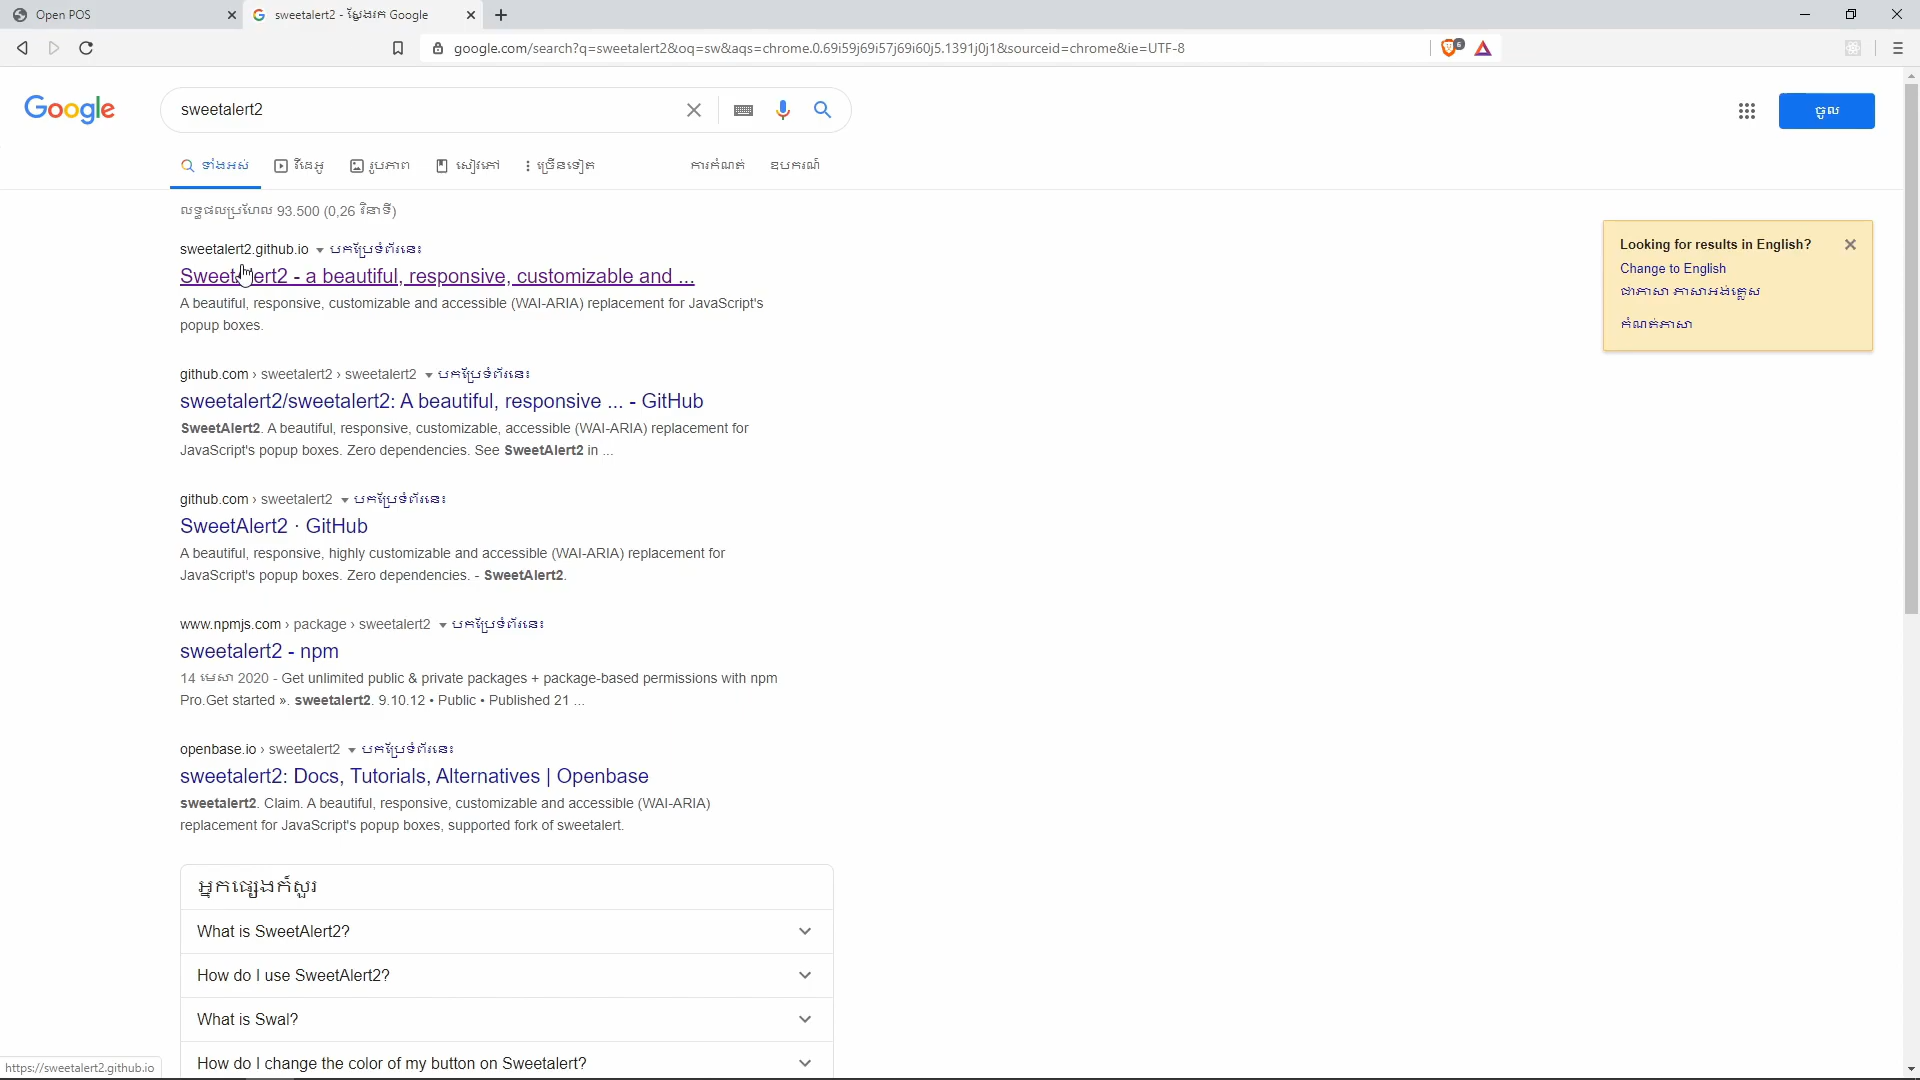 Open POS
sweetalert2 - ស្វែងរក Google
google.com/search?q=sweetalert2&oq=sw&aqs=chrome.0.69i59j69i57j69i60j5.1391j0j1&sourceid=chrome&ie=UTF-8
6
Google
sweetalert2
ចូល
ទាំងអស់ វីដេអូ រូបភាព សៀវភៅ ច្រើនទៀត ការកំណត់ ឧបករណ៍
លទ្ធផលប្រហែល 93.500 (0,26 វិនាទី)
sweetalert2.github.io បកប្រែទំព័រនេះ
SweetAlert2 - a beautiful, responsive, customizable and ...
A beautiful, responsive, customizable and accessible (WAI-ARIA) replacement for JavaScript's
popup boxes.
Looking for results in English?
Change to English
ជាភាសា ភាសាអង់គ្លេស
កំណត់ភាសា
github.com › sweetalert2 › sweetalert2 បកប្រែទំព័រនេះ
sweetalert2/sweetalert2: A beautiful, responsive ... - GitHub
SweetAlert2. A beautiful, responsive, customizable, accessible (WAI-ARIA) replacement for
JavaScript's popup boxes. Zero dependencies. See SweetAlert2 in ...
github.com › sweetalert2 បកប្រែទំព័រនេះ
SweetAlert2 · GitHub
A beautiful, responsive, highly customizable and accessible (WAI-ARIA) replacement for
JavaScript's popup boxes. Zero dependencies. - SweetAlert2.
www.npmjs.com › package › sweetalert2 បកប្រែទំព័រនេះ
sweetalert2 - npm
14 មេសា 2020 - Get unlimited public & private packages + package-based permissions with npm
Pro.Get started ». sweetalert2. 9.10.12 • Public • Published 21 ...
openbase.io › sweetalert2 បកប្រែទំព័រនេះ
sweetalert2: Docs, Tutorials, Alternatives | Openbase
sweetalert2. Claim. A beautiful, responsive, customizable and accessible (WAI-ARIA)
replacement for JavaScript's popup boxes, supported fork of sweetalert.
អ្នកផ្សេងក៏សួរ
What is SweetAlert2?
How do I use SweetAlert2?
What is Swal?
How do I change the color of my button on Sweetalert?
https://sweetalert2.github.io